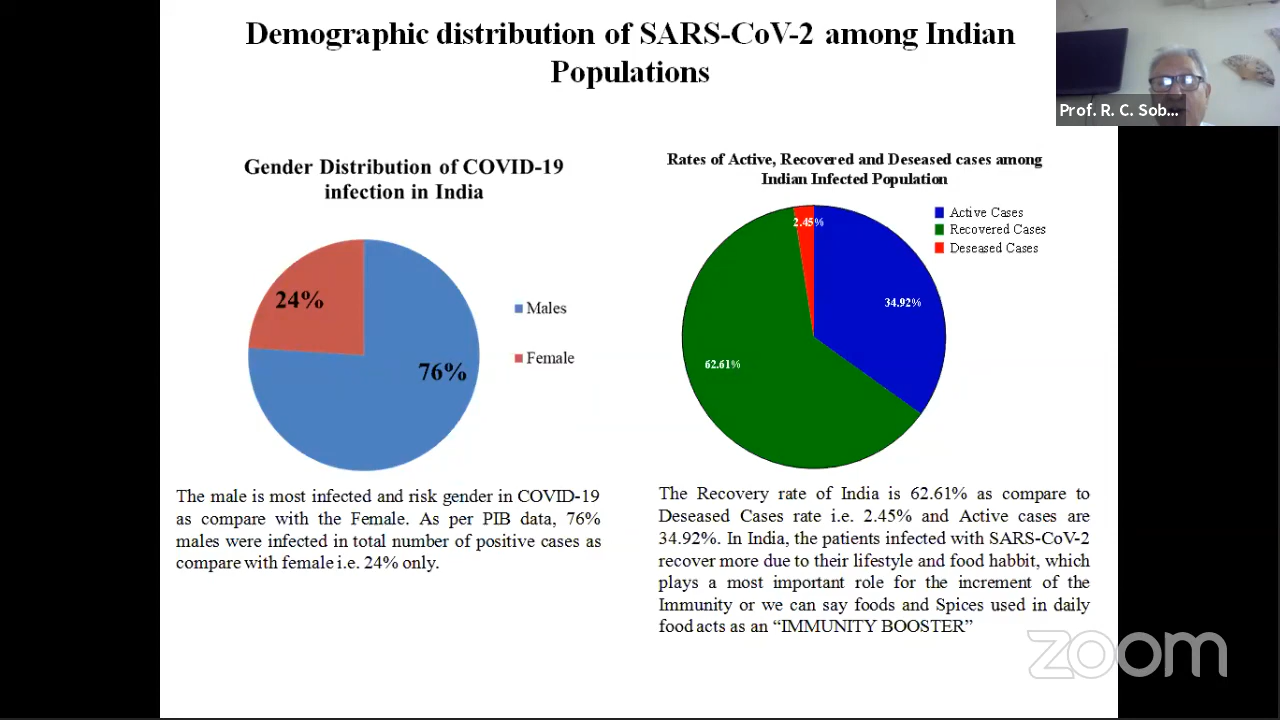 Demographic distribution of SARS-CoV-2 among Indian
Populations
Prof. R. C. Sob...
Gender Distribution of COVID-19
infection in India
24%
76%
Males
Female
The male is most infected and risk gender in COVID-19
as compare with the Female. As per PIB data, 76%
males were infected in total number of positive cases as
compare with female i.e. 24% only.
Rates of Active, Recovered and Deseased cases among
Indian Infected Population
2.45%
34.92%
62.61%
Active Cases
Recovered Cases
Deseased Cases
The Recovery rate of India is 62.61% as compare to
Deseased Cases rate i.e. 2.45% and Active cases are
34.92%. In India, the patients infected with SARS-CoV-2
recover more due to their lifestyle and food habbit, which
plays a most important role for the increment of the
Immunity or we can say foods and Spices used in daily
food acts as an “IMMUNITY BOOSTER”
zoom